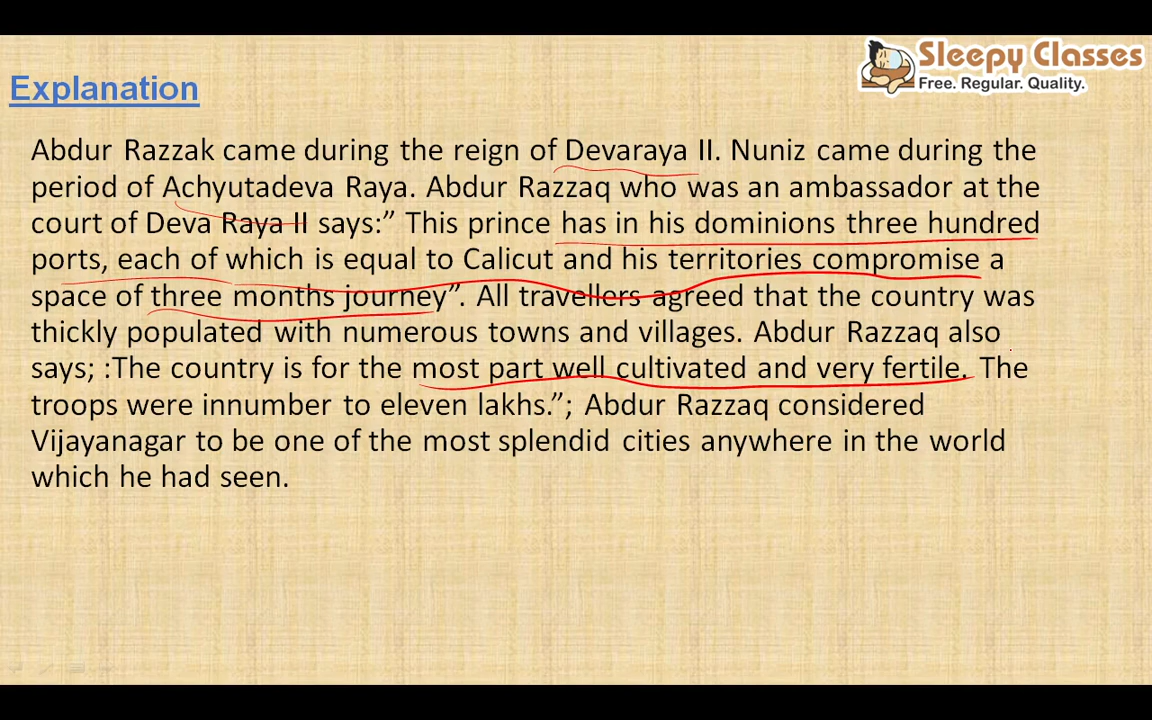 Sleepy Classes
Free. Regular. Quality.
Explanation
Abdur Razzak came during the reign of Devaraya II. Nuniz came during the
period of Achyutadeva Raya. Abdur Razzaq who was an ambassador at the
court of Deva Raya II says:” This prince has in his dominions three hundred
ports, each of which is equal to Calicut and his territories compromise a
space of three months journey”. All travellers agreed that the country was
thickly populated with numerous towns and villages. Abdur Razzaq also
says; :The country is for the most part well cultivated and very fertile. The
troops were innumber to eleven lakhs.”; Abdur Razzaq considered
Vijayanagar to be one of the most splendid cities anywhere in the world
which he had seen.